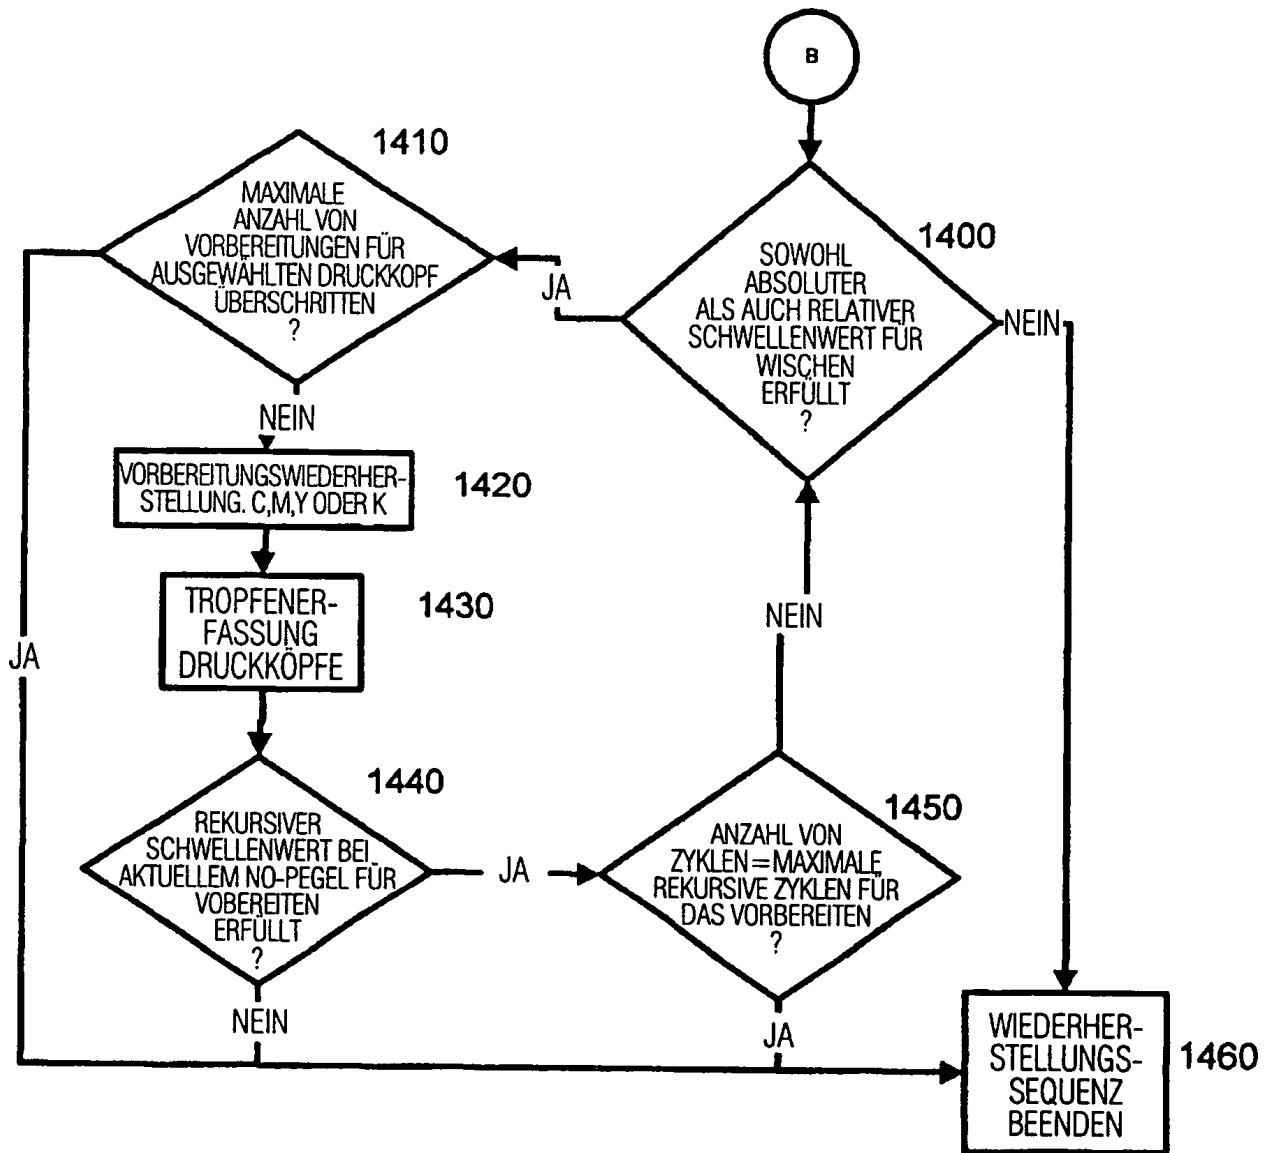 B
1400
SOWOHL
ABSOLUTER
ALS AUCH RELATIVER
SCHWELLENWERT FÜR
WISCHEN
ERFÜLLT
?
JA
NEIN
1410
MAXIMALE
ANZAHL VON
VORBEREITUNGEN FÜR
AUSGEWÄHLTEN DRUCKKOPF
ÜBERSCHRITTEN
?
NEIN
JA
VORBEREITUNGSWIEDERHER-
STELLUNG. C,M,Y ODER K
1420
TROPFENER-
FASSUNG
DRUCKKÖPFE
1430
1440
REKURSIVER
SCHWELLENWERT BEI
AKTUELLEM NO-PEGEL FÜR
VOBEREITEN
ERFÜLLT
?
JA
NEIN
1450
ANZAHL VON
ZYKLEN=MAXIMALE
REKURSIVE ZYKLEN FÜR
DAS VORBEREITEN
?
NEIN
JA
WIEDERHER-
STELLUNGS-
SEQUENZ
BEENDEN
1460